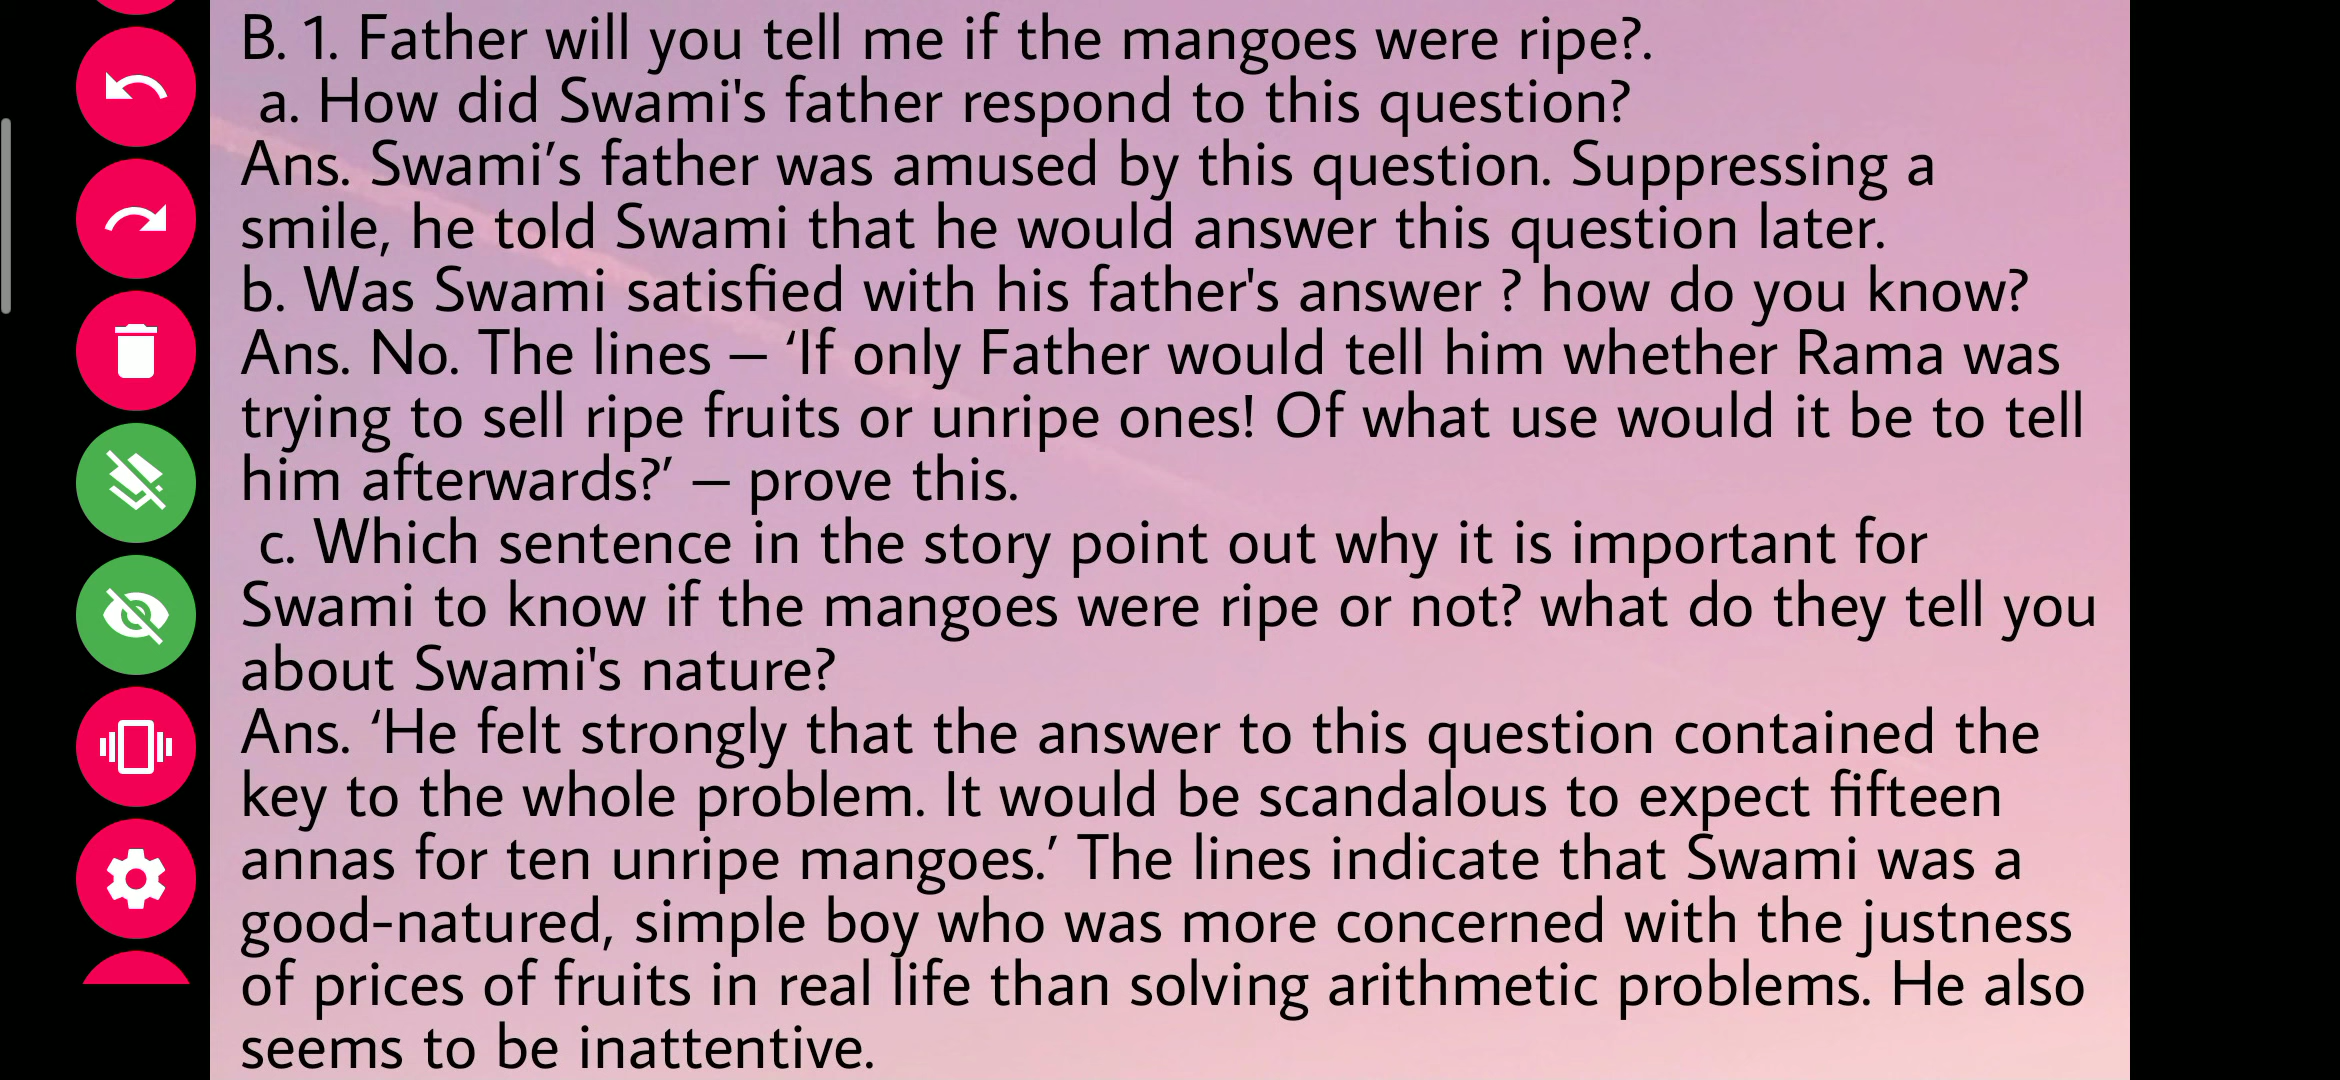 B. 1. Father will you tell me if the mangoes were ripe?.
a. How did Swami's father respond to this question?
Ans. Swami’s father was amused by this question. Suppressing a
smile, he told Swami that he would answer this question later.
b. Was Swami satisfied with his father's answer ? how do you know?
Ans. No. The lines – ‘If only Father would tell him whether Rama was
trying to sell ripe fruits or unripe ones! Of what use would it be to tell
him afterwards?’ – prove this.
c. Which sentence in the story point out why it is important for
Swami to know if the mangoes were ripe or not? what do they tell you
about Swami's nature?
Ans. ‘He felt strongly that the answer to this question contained the
key to the whole problem. It would be scandalous to expect fifteen
annas for ten unripe mangoes.’ The lines indicate that Swami was a
good-natured, simple boy who was more concerned with the justness
of prices of fruits in real life than solving arithmetic problems. He also
seems to be inattentive.